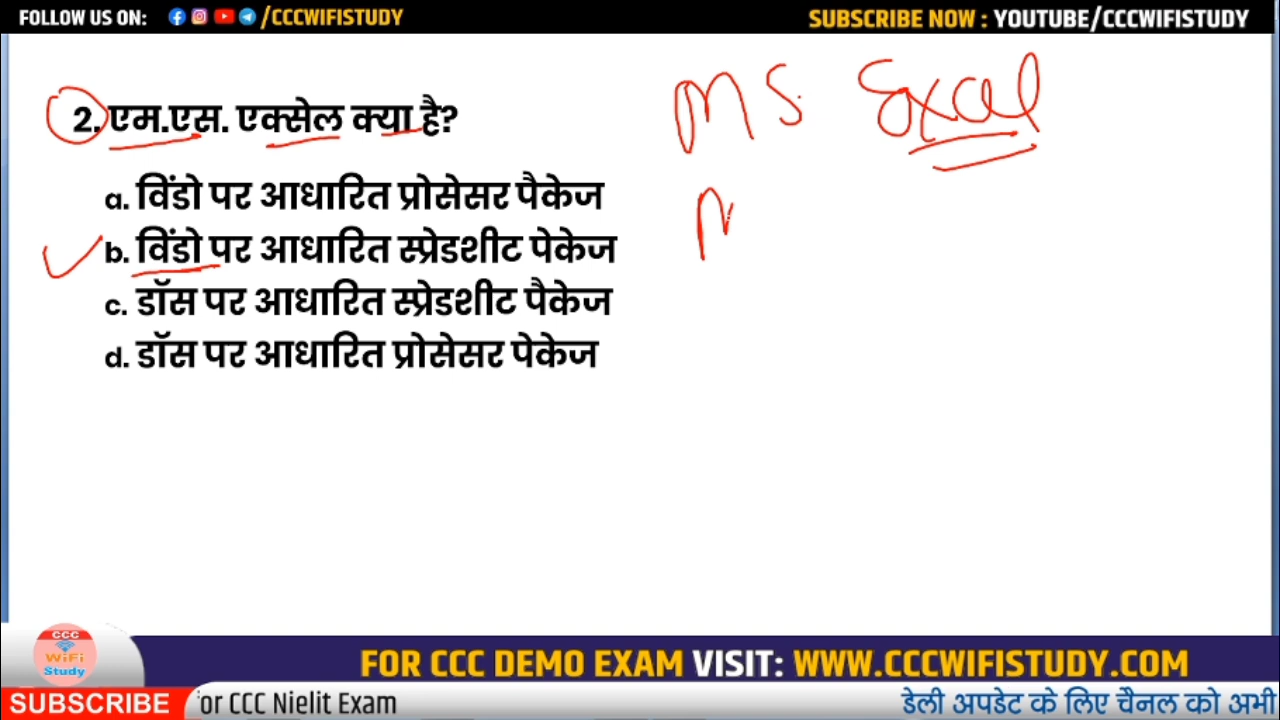 FOLLOW US ON: /CCCWIFISTUDY SUBSCRIBE NOW : YOUTUBE/CCCWIFISTUDY
MS Excel
2. एम.एस. एक्सेल क्या है?
a. विंडो पर आधारित प्रोसेसर पैकेज
b. विंडो पर आधारित स्प्रेडशीट पेकेज
c. डॉस पर आधारित स्प्रेडशीट पैकेज
d. डॉस पर आधारित प्रोसेसर पेकेज
CCC
WiFi
Study
FOR CCC DEMO EXAM VISIT: WWW.CCCWIFISTUDY.COM
SUBSCRIBE for CCC Nielit Exam डेली अपडेट के लिए चैनल को अभी